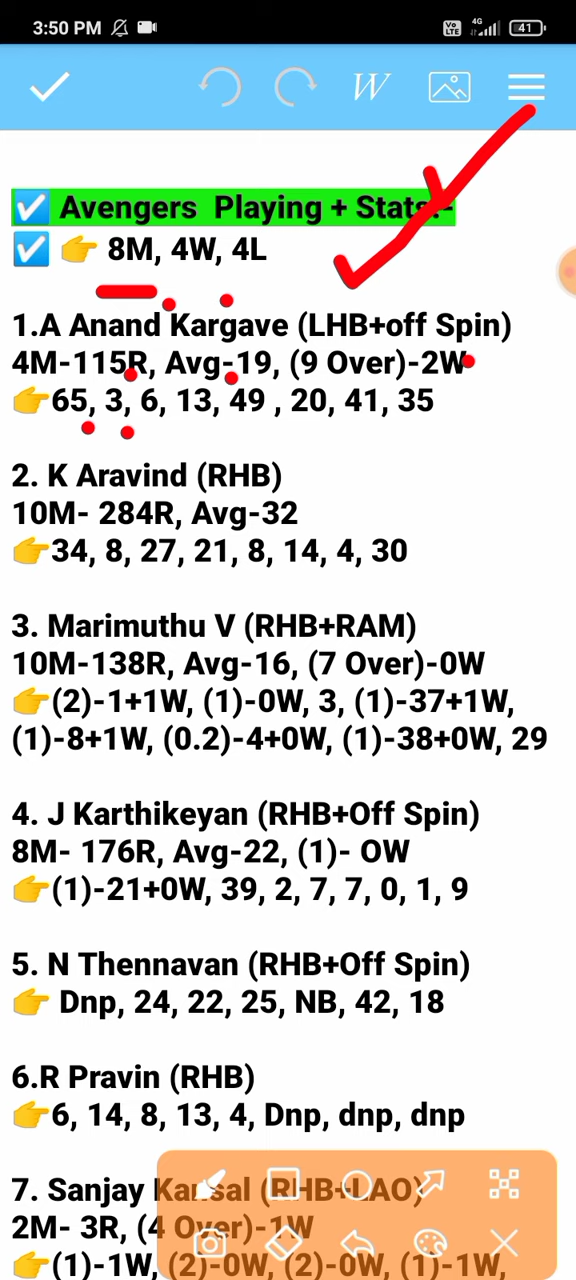 3:50 PM
Vo LTE 4G 41
W
☑ Avengers Playing + Stats:-
☑ 👉 8M, 4W, 4L
1.A Anand Kargave (LHB+off Spin)
4M-115R, Avg-19, (9 Over)-2W
👉65, 3, 6, 13, 49 , 20, 41, 35
2. K Aravind (RHB)
10M- 284R, Avg-32
👉34, 8, 27, 21, 8, 14, 4, 30
3. Marimuthu V (RHB+RAM)
10M-138R, Avg-16, (7 Over)-0W
👉(2)-1+1W, (1)-0W, 3, (1)-37+1W,
(1)-8+1W, (0.2)-4+0W, (1)-38+0W, 29
4. J Karthikeyan (RHB+Off Spin)
8M- 176R, Avg-22, (1)- OW
👉(1)-21+0W, 39, 2, 7, 7, 0, 1, 9
5. N Thennavan (RHB+Off Spin)
👉 Dnp, 24, 22, 25, NB, 42, 18
6.R Pravin (RHB)
👉6, 14, 8, 13, 4, Dnp, dnp, dnp
7. Sanjay Kansal (RHB+LAO)
2M- 3R, (4 Over)-1W
👉(1)-1W, (2)-0W, (2)-0W, (1)-1W,